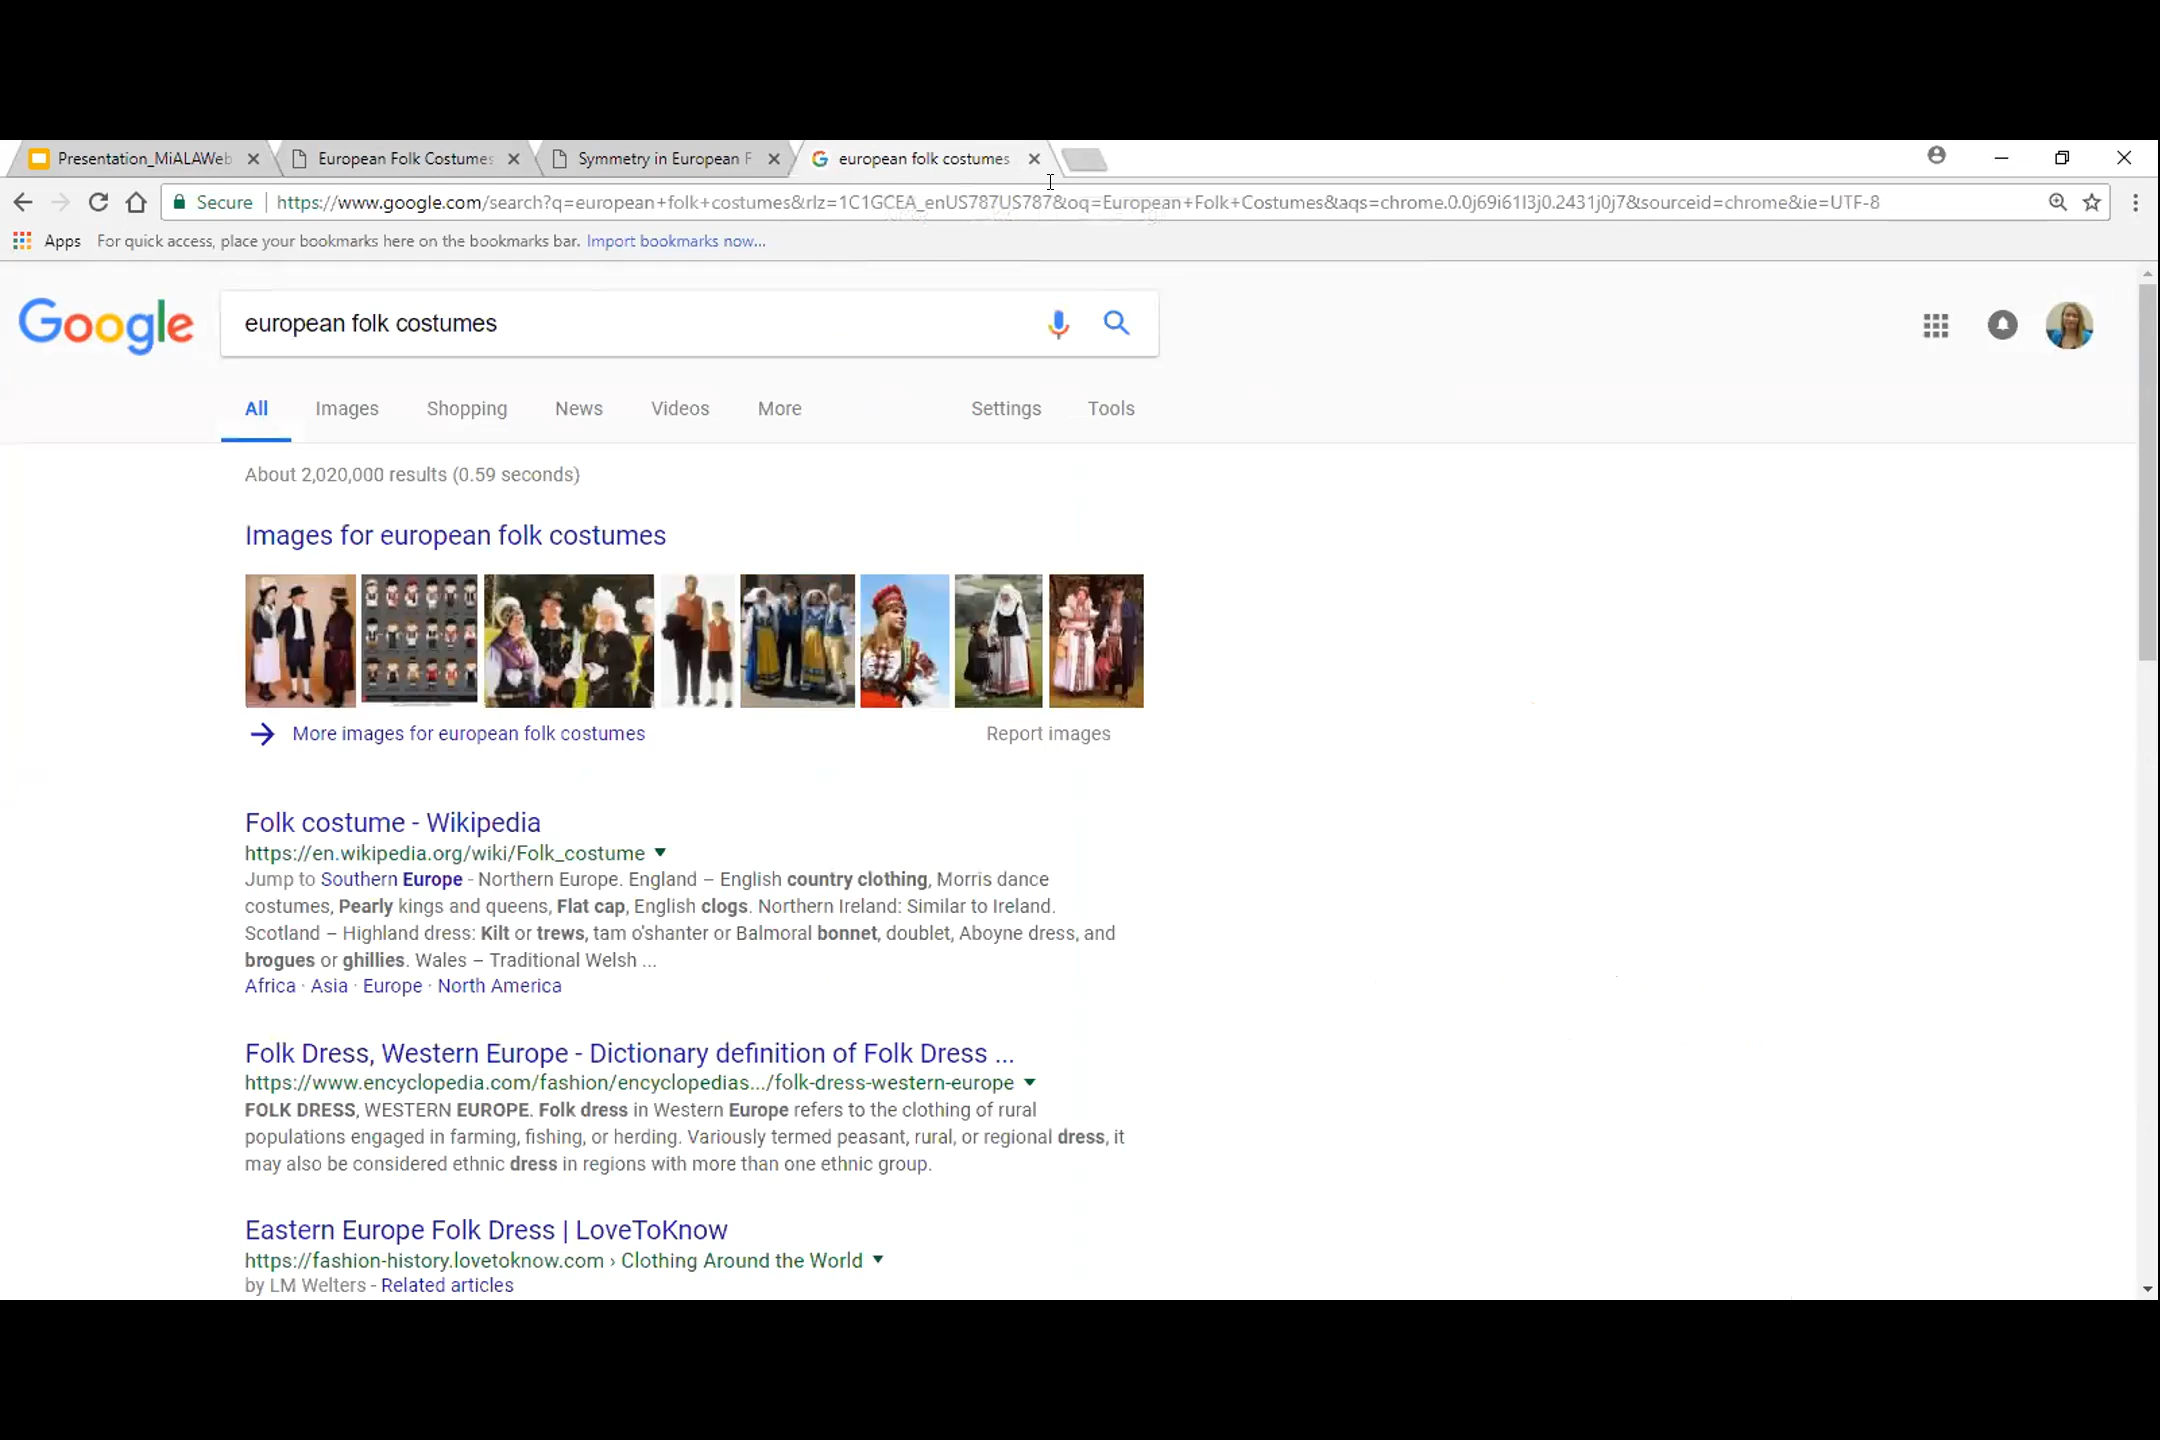 Presentation_MiALAWeb
European Folk Costumes
Symmetry in European F
european folk costumes
Secure
https://www.google.com/search?q=european+folk+costumes&rlz=1C1GCEA_enUS787US787&oq=European+Folk+Costumes&aqs=chrome.0.0j69i61l3j0.2431j0j7&sourceid=chrome&ie=UTF-8
Apps For quick access, place your bookmarks here on the bookmarks bar. Import bookmarks now...
Google
european folk costumes
All Images Shopping News Videos More Settings Tools
About 2,020,000 results (0.59 seconds)
Images for european folk costumes
More images for european folk costumes Report images
Folk costume - Wikipedia
https://en.wikipedia.org/wiki/Folk_costume
Jump to Southern Europe - Northern Europe. England – English country clothing, Morris dance
costumes, Pearly kings and queens, Flat cap, English clogs. Northern Ireland: Similar to Ireland.
Scotland – Highland dress: Kilt or trews, tam o'shanter or Balmoral bonnet, doublet, Aboyne dress, and
brogues or ghillies. Wales – Traditional Welsh ...
Africa · Asia · Europe · North America
Folk Dress, Western Europe - Dictionary definition of Folk Dress ...
https://www.encyclopedia.com/fashion/encyclopedias.../folk-dress-western-europe
FOLK DRESS, WESTERN EUROPE. Folk dress in Western Europe refers to the clothing of rural
populations engaged in farming, fishing, or herding. Variously termed peasant, rural, or regional dress, it
may also be considered ethnic dress in regions with more than one ethnic group.
Eastern Europe Folk Dress | LoveToKnow
https://fashion-history.lovetoknow.com › Clothing Around the World
by LM Welters - Related articles